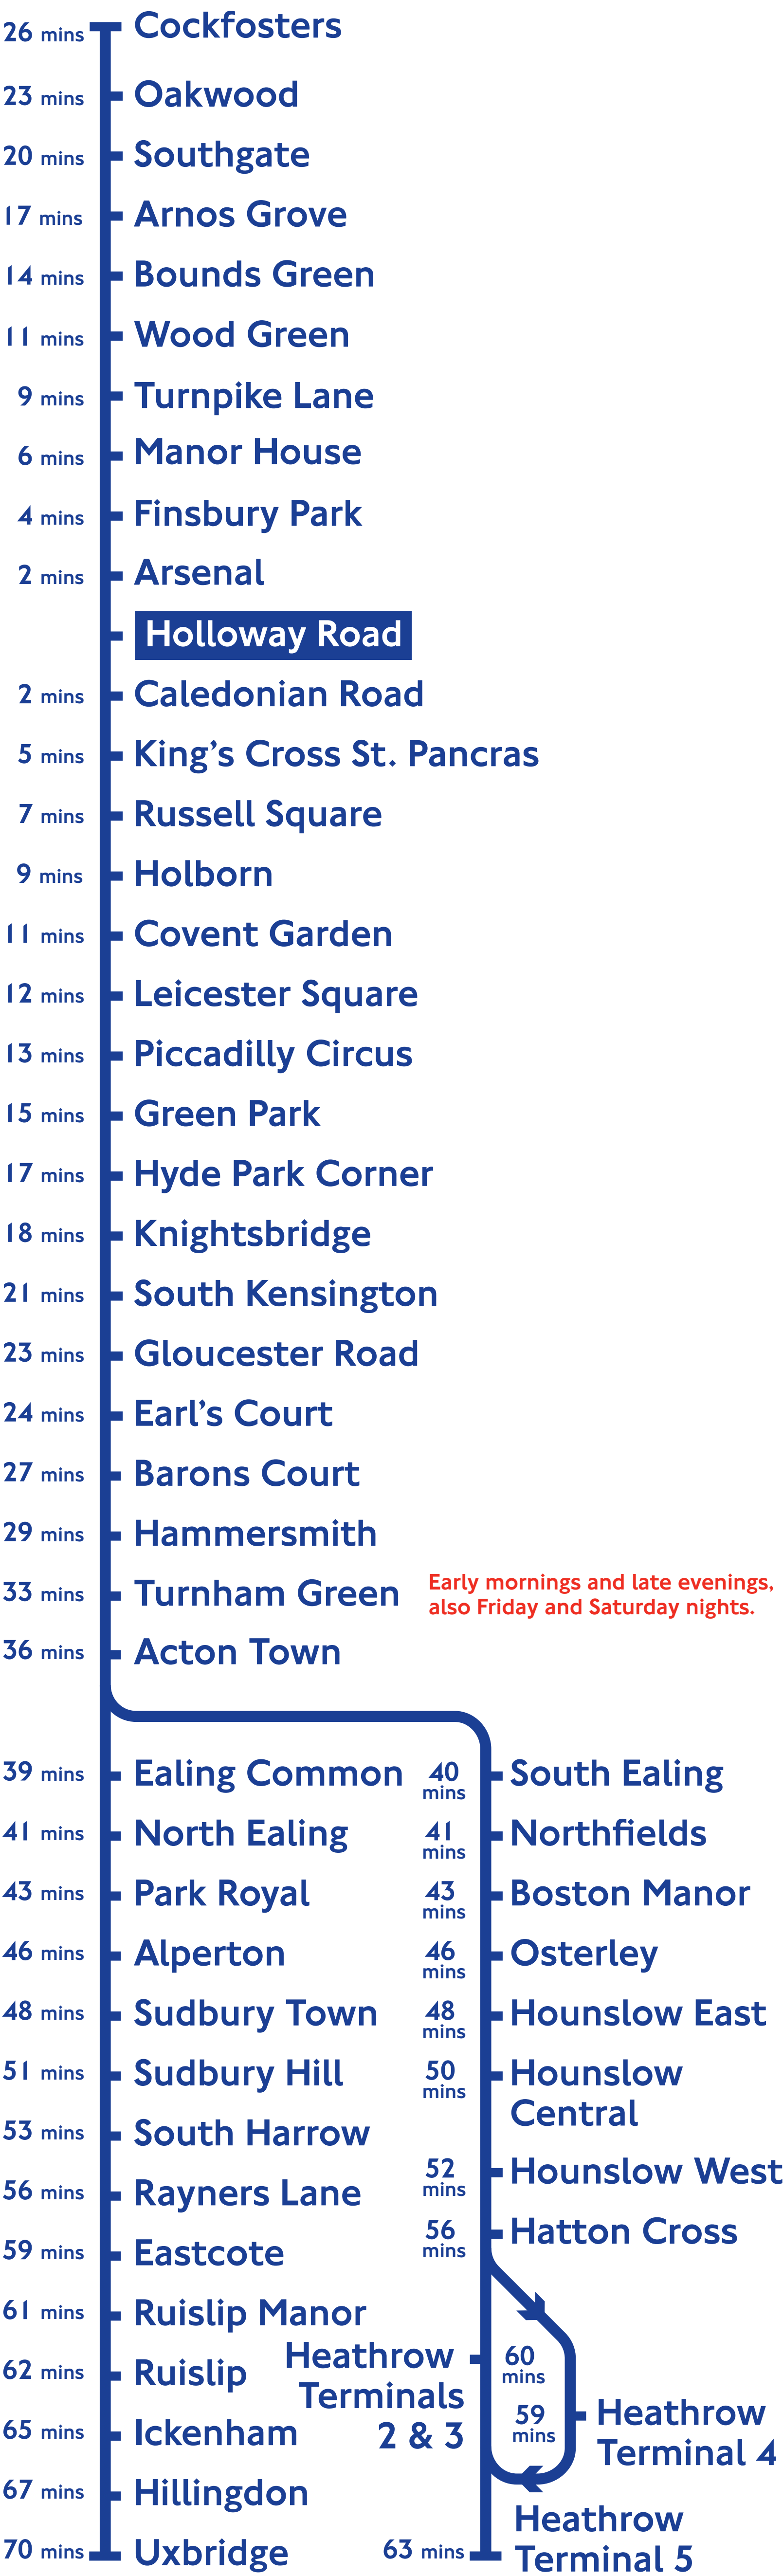 26 mins Cockfosters
23 mins Oakwood
20 mins Southgate
17 mins Arnos Grove
14 mins Bounds Green
11 mins Wood Green
9 mins Turnpike Lane
6 mins Manor House
4 mins Finsbury Park
2 mins Arsenal
Holloway Road
2 mins Caledonian Road
5 mins King's Cross St. Pancras
7 mins Russell Square
9 mins Holborn
11 mins Covent Garden
12 mins Leicester Square
13 mins Piccadilly Circus
15 mins Green Park
17 mins Hyde Park Corner
18 mins Knightsbridge
21 mins South Kensington
23 mins Gloucester Road
24 mins Earl's Court
27 mins Barons Court
29 mins Hammersmith
33 mins Turnham Green
Early mornings and late evenings,
also Friday and Saturday nights.
36 mins Acton Town
39 mins Ealing Common
41 mins North Ealing
43 mins Park Royal
46 mins Alperton
48 mins Sudbury Town
51 mins Sudbury Hill
53 mins South Harrow
56 mins Rayners Lane
59 mins Eastcote
61 mins Ruislip Manor
62 mins Ruislip
65 mins Ickenham
67 mins Hillingdon
70 mins Uxbridge
40
mins
South Ealing
41
mins
Northfields
43
mins
Boston Manor
46
mins
Osterley
48
mins
Hounslow East
50
mins
Hounslow
Central
52
mins
Hounslow West
56
mins
Hatton Cross
Heathrow
Terminals
2 & 3
60
mins
59
mins
Heathrow
Terminal 4
63 mins
Heathrow
Terminal 5